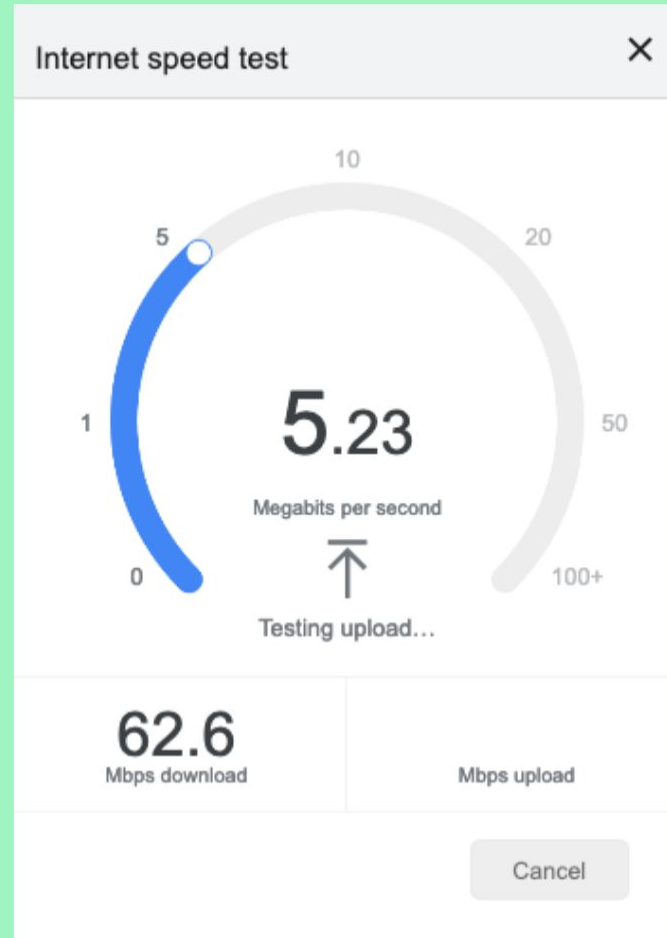 Internet speed test
10
5
20
1
5.23
50
Megabits per second
0
100+
Testing upload...
62.6
Mbps download
Mbps upload
Cancel